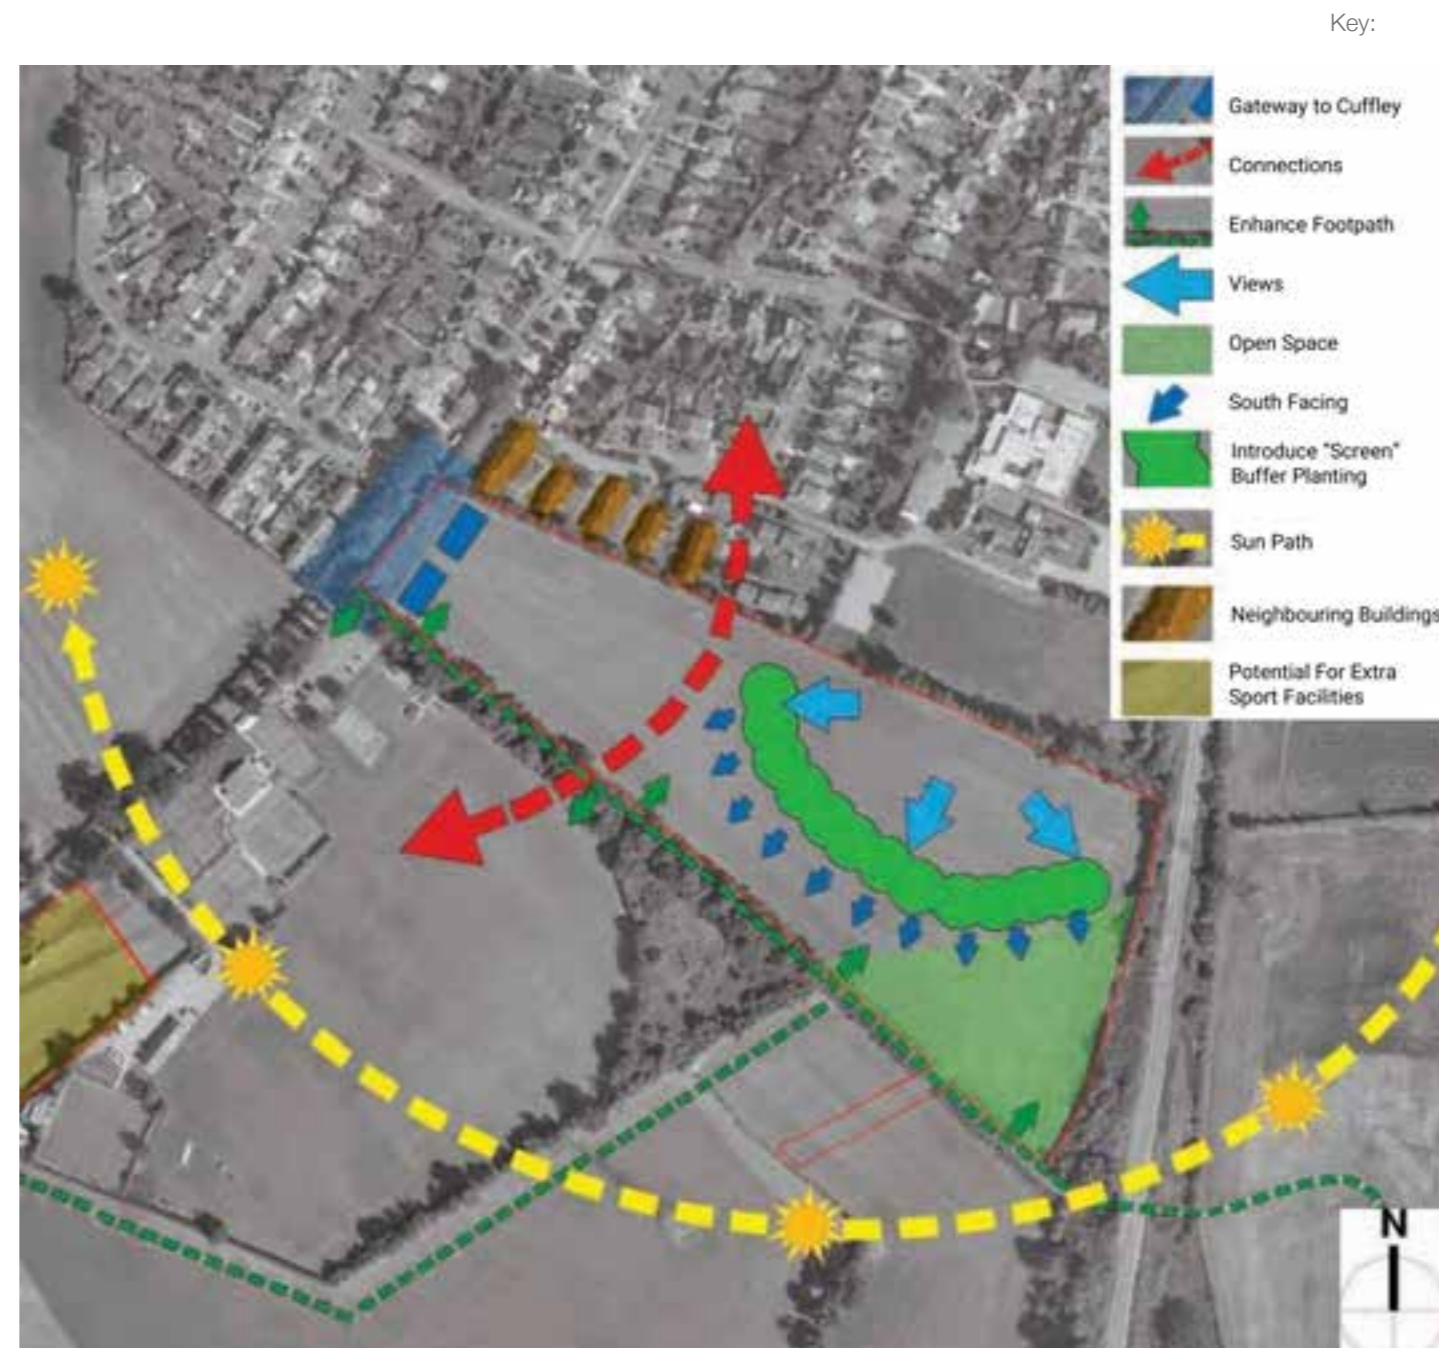 Key:
Gateway to Cuffley
Connections
Enhance Footpath
Views
Open Space
South Facing
Introduce "Screen"
Buffer Planting
Sun Path
Neighbouring Buildings
Potential For Extra
Sport Facilities
N